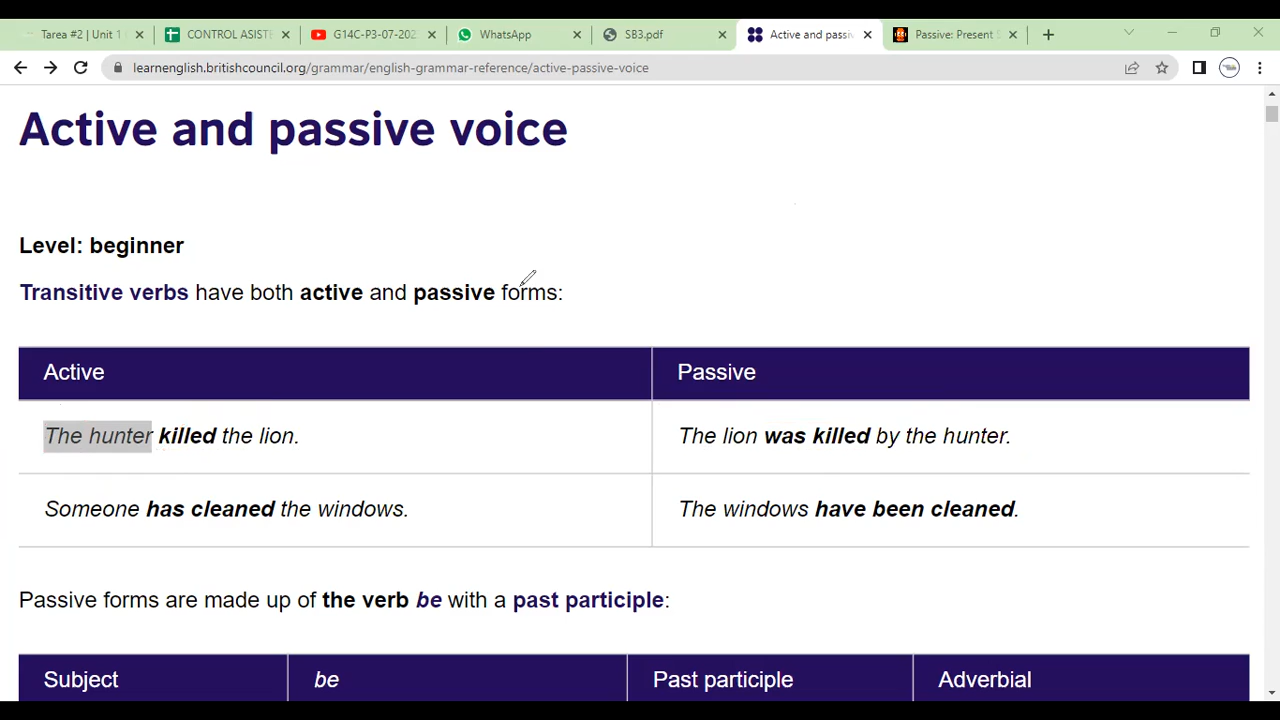 Tarea #2 | Unit 1
CONTROL ASIST
G14C-P3-07-202
WhatsApp
SB3.pdf
Active and passiv
Passive: Present S
learnenglish.britishcouncil.org/grammar/english-grammar-reference/active-passive-voice
Active and passive voice
Level: beginner
Transitive verbs have both active and passive forms:
Active Passive
The hunter killed the lion. The lion was killed by the hunter.
Someone has cleaned the windows. The windows have been cleaned.
Passive forms are made up of the verb be with a past participle:
Subject be Past participle Adverbial